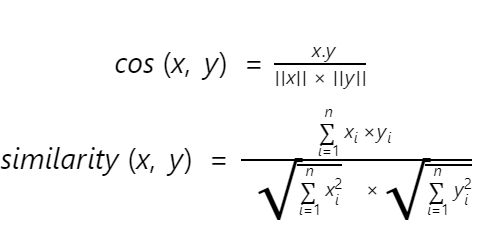 cos (x, y) = x.y / ||x|| × ||y||
similarity (x, y) = ∑_{i=1}^{n} x_i × y_i / √(∑_{i=1}^{n} x_i^2) × √(∑_{i=1}^{n} y_i^2)